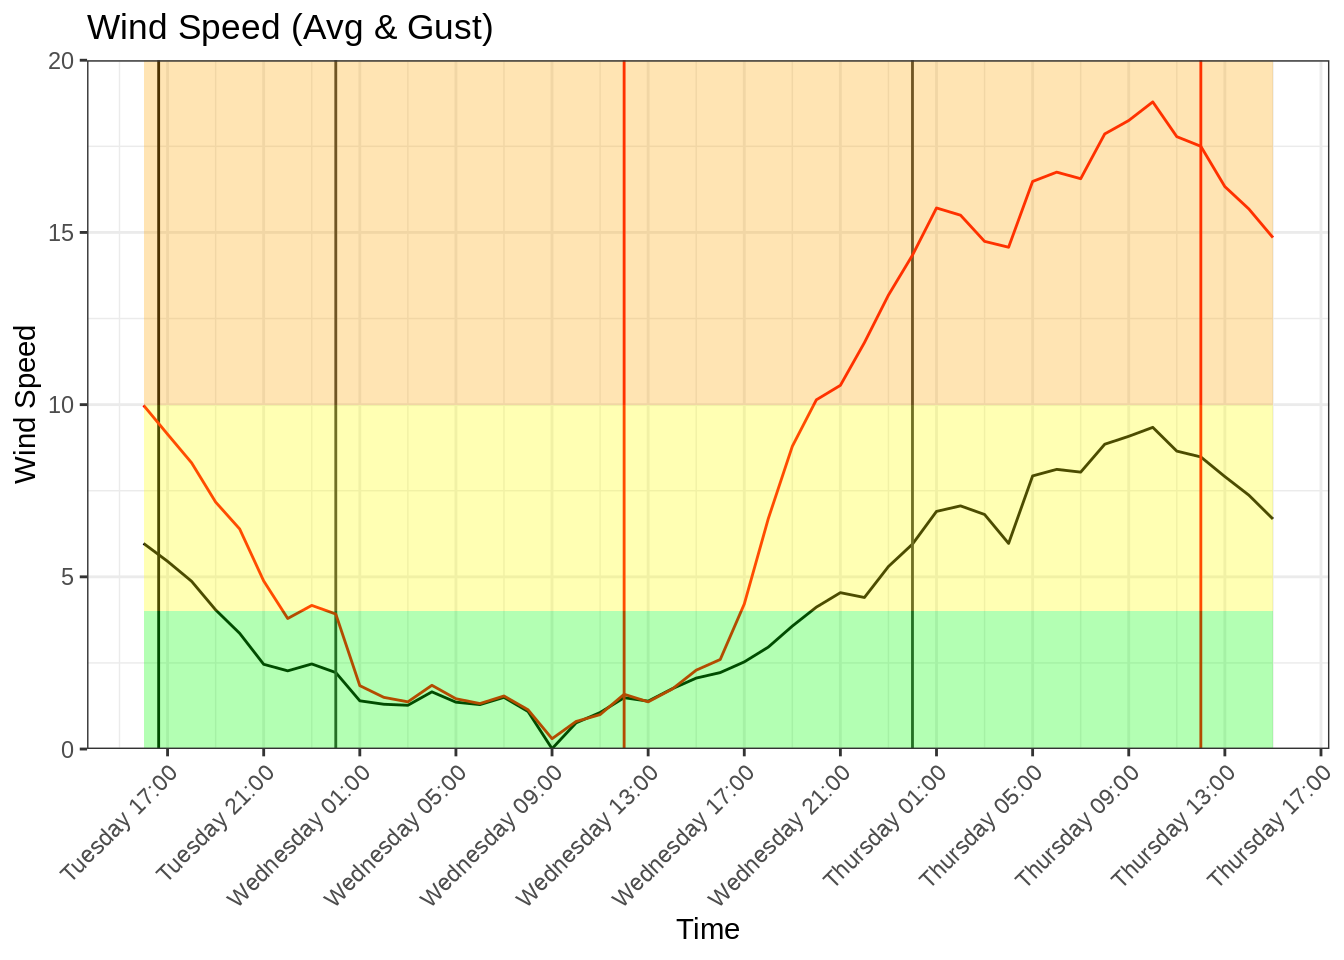 Wind Speed (Avg & Gust)
20
15
10
5
0
Wind Speed
Tuesday 17:00
Tuesday 21:00
Wednesday 01:00
Wednesday 05:00
Wednesday 09:00
Wednesday 13:00
Wednesday 17:00
Wednesday 21:00
Thursday 01:00
Thursday 05:00
Thursday 09:00
Thursday 13:00
Thursday 17:00
Time